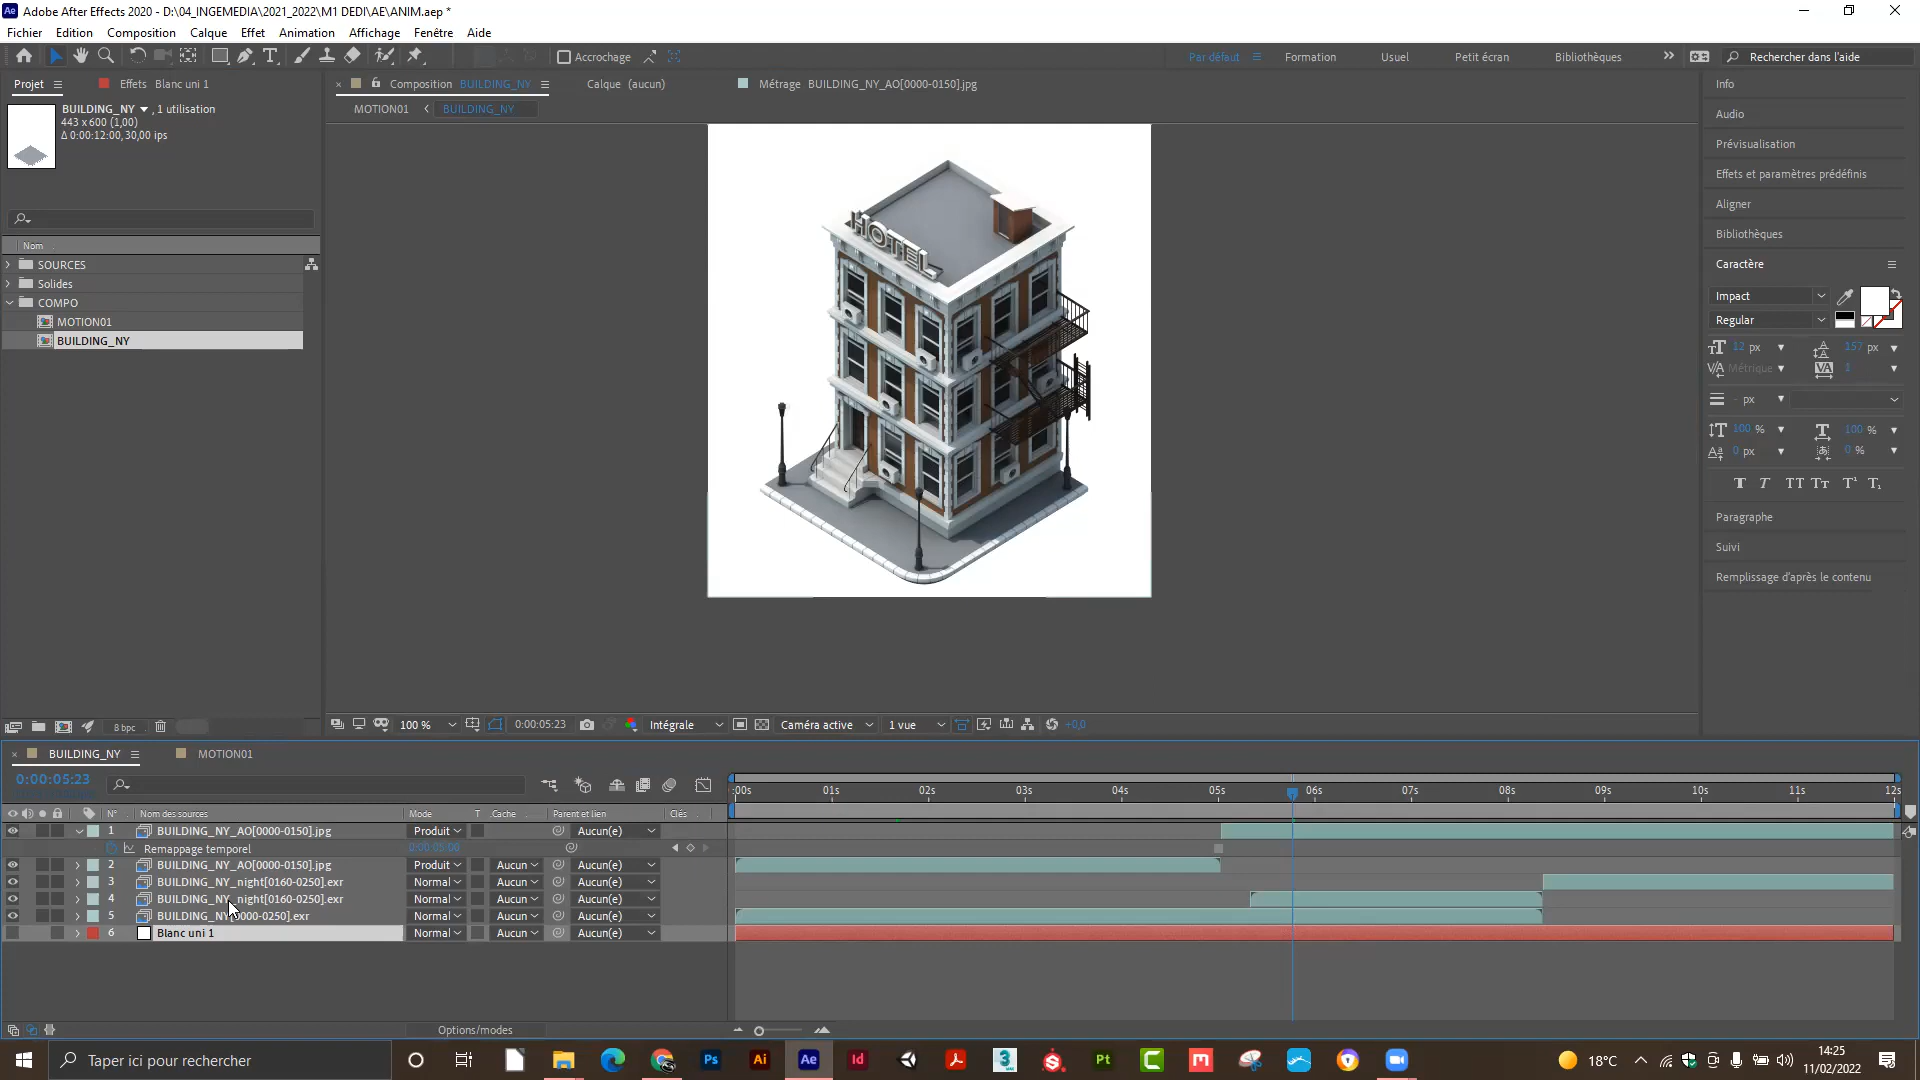 Adobe After Effects 2020 - D:\04_INGEMEDIA\2021_2022\M1 DEDI\AE\ANIM.aep *
Fichier Edition Composition Calque Effet Animation Affichage Fenêtre Aide
Accrochage
Par défaut Formation Usuel Petit écran Bibliothèques Rechercher dans l'aide
Projet Effets Blanc uni 1
Composition BUILDING_NY Calque (aucun) Métrage BUILDING_NY_AO[0000-0150].jpg
MOTION01 BUILDING_NY
BUILDING_NY , 1 utilisation
443 x 600 (1,00)
Δ 0:00:12:00, 30,00 ips
Nom
SOURCES
Solides
COMPO
MOTION01
BUILDING_NY
8 bpc
HOTEL
100 % 0:00:05:23 Intégrale Caméra active 1 vue +0,0
Info
Audio
Prévisualisation
Effets et paramètres prédéfinis
Aligner
Bibliothèques
Caractère
Impact
Regular
12 px 157 px
Métrique 1
- px
100 % 100 %
0 px 0 %
Paragraphe
Suivi
Remplissage d'après le contenu
BUILDING_NY MOTION01
0:00:05:23
:00s 01s 02s 03s 04s 05s 06s 07s 08s 09s 10s 11s 12s
N° Nom des sources Mode T .Cache Parent et lien Clés
1 BUILDING_NY_AO[0000-0150].jpg Produit Aucun(e)
Remappage temporel 0:00:05:00
2 BUILDING_NY_AO[0000-0150].jpg Produit Aucun Aucun(e)
3 BUILDING_NY_night[0160-0250].exr Normal Aucun Aucun(e)
4 BUILDING_NY_night[0160-0250].exr Normal Aucun Aucun(e)
5 BUILDING_NY[0000-0250].exr Normal Aucun Aucun(e)
6 Blanc uni 1 Normal Aucun Aucun(e)
Options/modes
Taper ici pour rechercher
18°C
14:25
11/02/2022